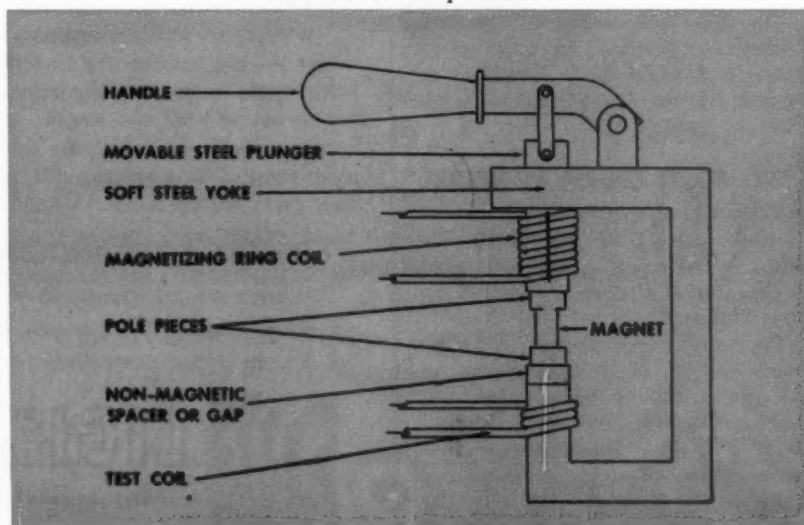 HANDLE
MOVABLE STEEL PLUNGER
SOFT STEEL YOKE
MAGNETIZING RING COIL
POLE PIECES
MAGNET
NON-MAGNETIC
SPACER OR GAP
TEST COIL